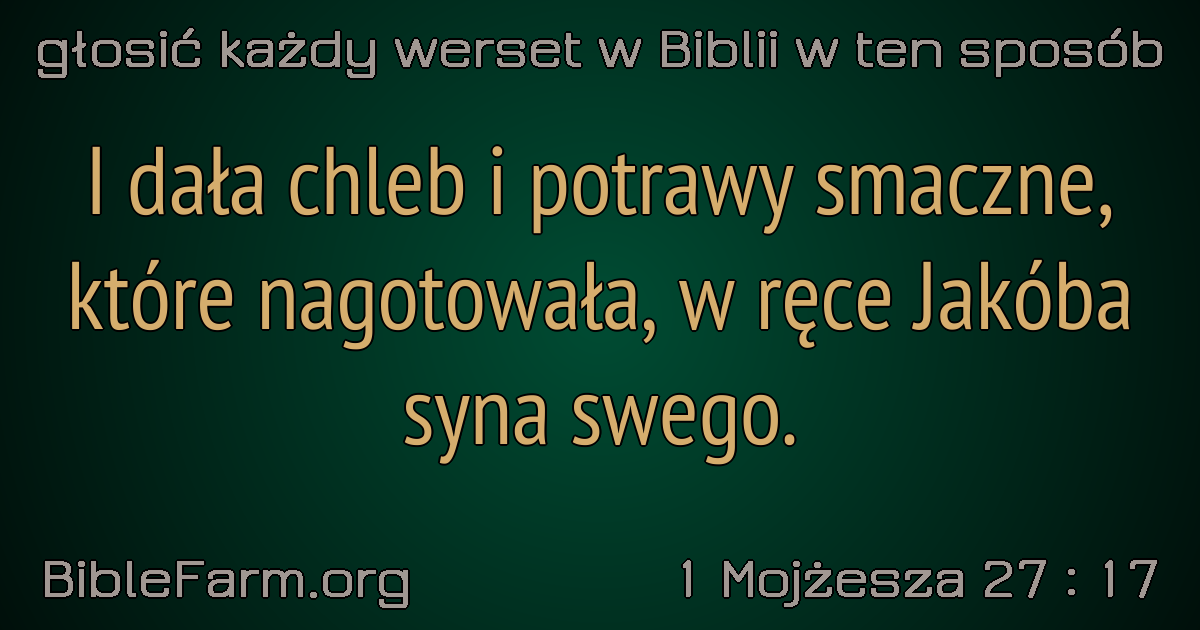 głosić każdy werset w Biblii w ten sposób
I dała chleb i potrawy smaczne,
które nagotowała, w ręce Jakóba
syna swego.
BibleFarm.org
1 Mojżesza 27 : 17